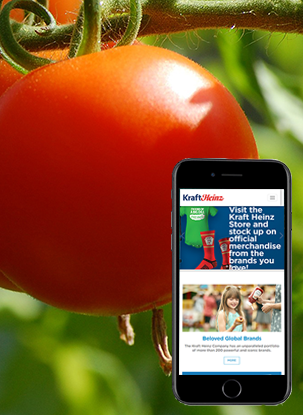 KraftHeinz
Visit the
Kraft Heinz
Store and
stock up on
official
merchandise
from the
brands you
love!
Beloved Global Brands
The Kraft Heinz Company has an unparalleled portfolio
of more than 200 powerful and iconic brands.
MORE